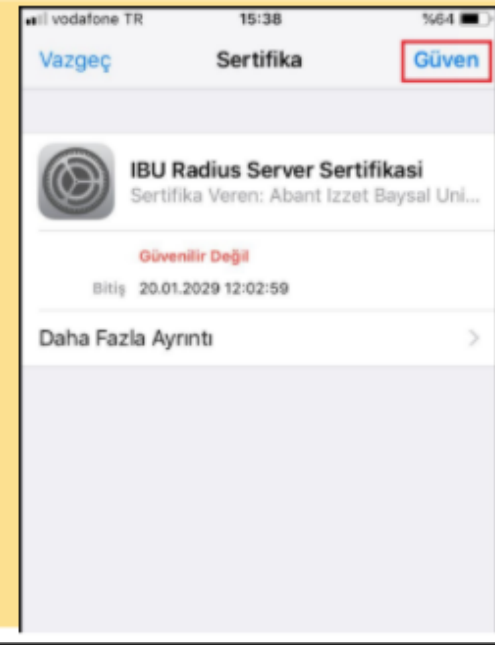 vodafone TR 15:38 %64
Vazgeç Sertifika Güven
IBU Radius Server Sertifikasi
Sertifika Veren: Abant Izzet Baysal Uni...
Güvenilir Değil
Bitiş 20.01.2029 12:02:59
Daha Fazla Ayrıntı